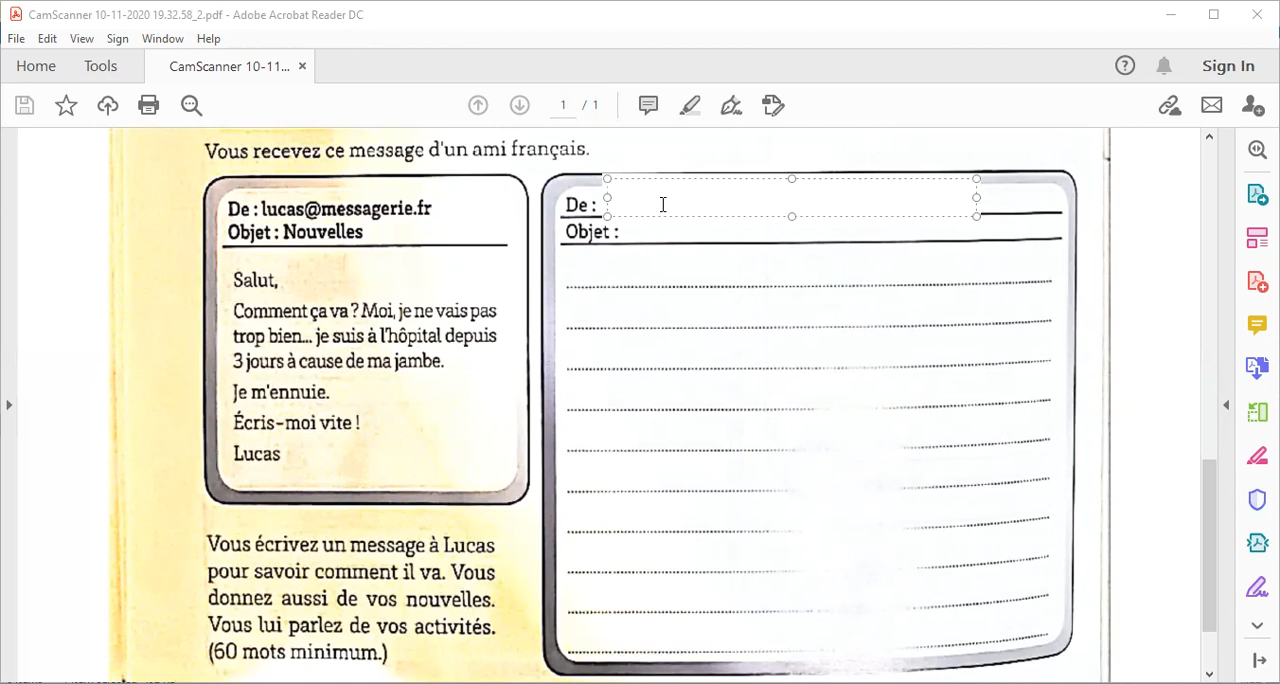 CamScanner 10-11-2020 19.32.58_2.pdf - Adobe Acrobat Reader DC
File Edit View Sign Window Help
Home Tools CamScanner 10-11... × Sign In
1 / 1
Vous recevez ce message d'un ami français.
De : lucas@messagerie.fr
Objet : Nouvelles
Salut,
Comment ça va ? Moi, je ne vais pas
trop bien... je suis à l'hôpital depuis
3 jours à cause de ma jambe.
Je m'ennuie.
Écris-moi vite !
Lucas
Vous écrivez un message à Lucas
pour savoir comment il va. Vous
donnez aussi de vos nouvelles.
Vous lui parlez de vos activités.
(60 mots minimum.)
De :
Objet :